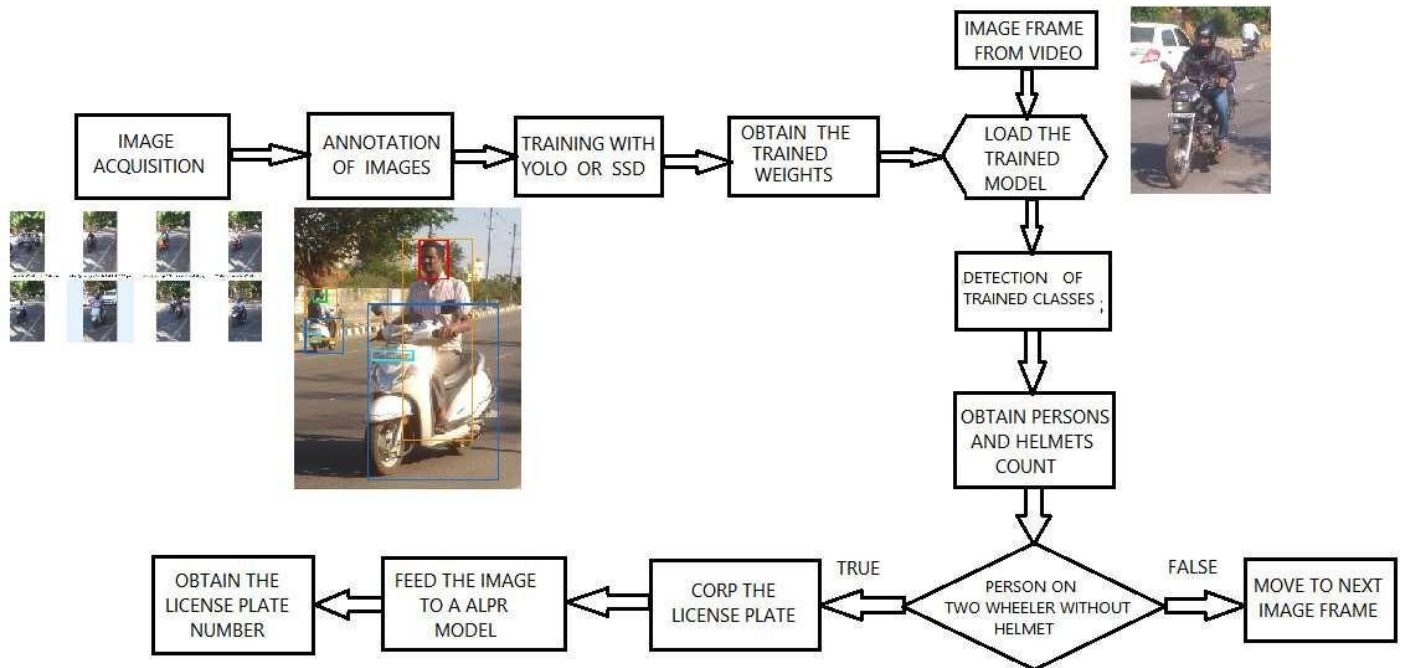 IMAGE FRAME
FROM VIDEO
IMAGE
ACQUISITION
ANNOTATION
OF IMAGES
TRAINING WITH
YOLO OR SSD
OBTAIN THE
TRAINED
WEIGHTS
LOAD THE
TRAINED
MODEL
DETECTION OF
TRAINED CLASSES ;
OBTAIN PERSONS
AND HELMETS
COUNT
PERSON ON
TWO WHEELER WITHOUT
HELMET
TRUE
FALSE
CORP THE
LICENSE PLATE
FEED THE IMAGE
TO A ALPR
MODEL
OBTAIN THE
LICENSE PLATE
NUMBER
MOVE TO NEXT
IMAGE FRAME